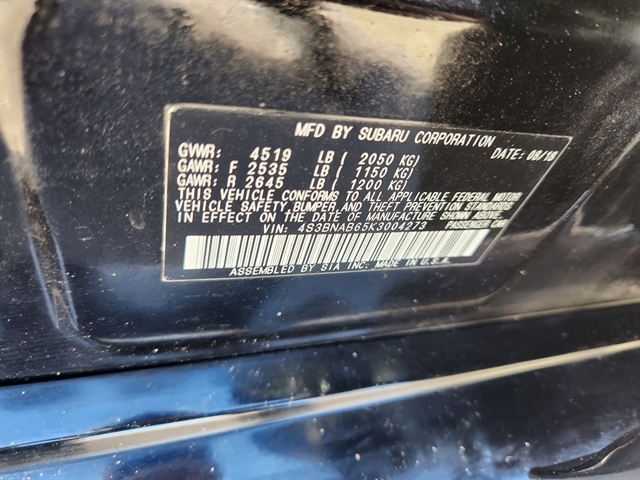 MFD BY SUBARU CORPORATION
GVWR: 4519 LB ( 2050 KG) DATE: 08/18
GAWR: F 2535 LB ( 1150 KG)
GAWR: R 2645 LB ( 1200 KG)
THIS VEHICLE CONFORMS TO ALL APPLICABLE FEDERAL MOTOR
VEHICLE SAFETY, BUMPER, AND THEFT PREVENTION STANDARDS
IN EFFECT ON THE DATE OF MANUFACTURE SHOWN ABOVE.
VIN: 4S3BNAB65K3004273 PASSENGER CAR
ASSEMBLED BY SIA INC. MADE IN U.S.A.